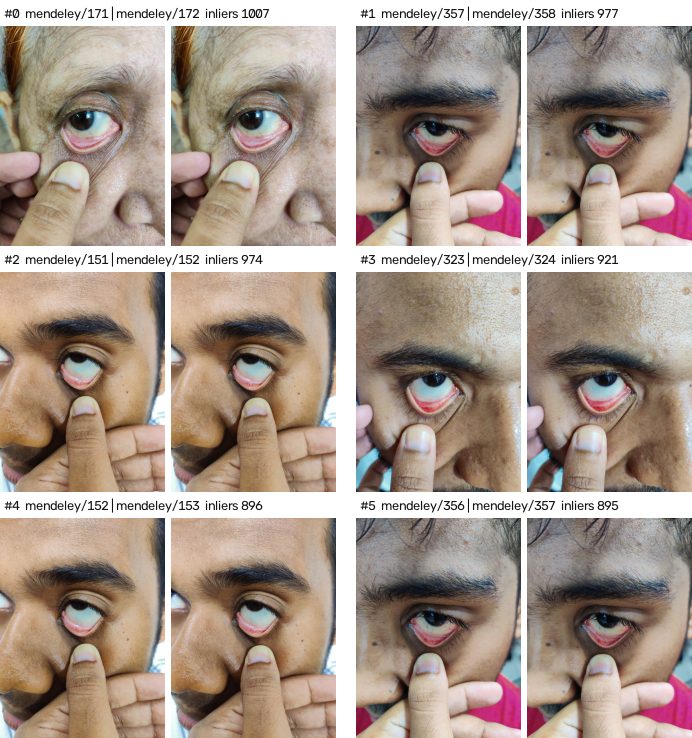 #0 mendeley/171 | mendeley/172 inliers 1007
#1 mendeley/357 | mendeley/358 inliers 977
#2 mendeley/151 | mendeley/152 inliers 974
#3 mendeley/323 | mendeley/324 inliers 921
#4 mendeley/152 | mendeley/153 inliers 896
#5 mendeley/356 | mendeley/357 inliers 895